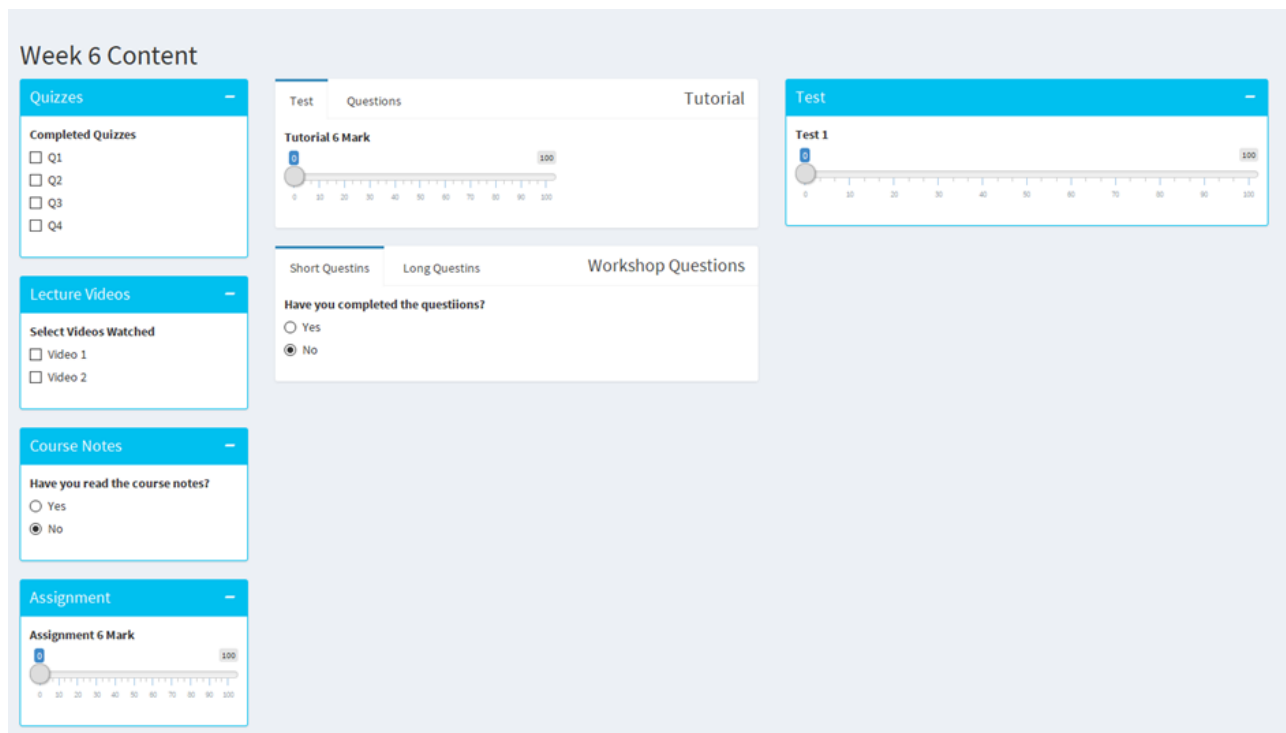 Week 6 Content
Quizzes
Completed Quizzes
Q1
Q2
Q3
Q4
Lecture Videos
Select Videos Watched
Video 1
Video 2
Course Notes
Have you read the course notes?
Yes
No
Assignment
Assignment 6 Mark
0 100
0 10 20 30 40 50 60 70 80 90 100
Test Questions Tutorial
Tutorial 6 Mark
0 100
0 10 20 30 40 50 60 70 80 90 100
Short Questins Long Questins Workshop Questions
Have you completed the questiions?
Yes
No
Test
Test 1
0 100
0 10 20 30 40 50 60 70 80 90 100